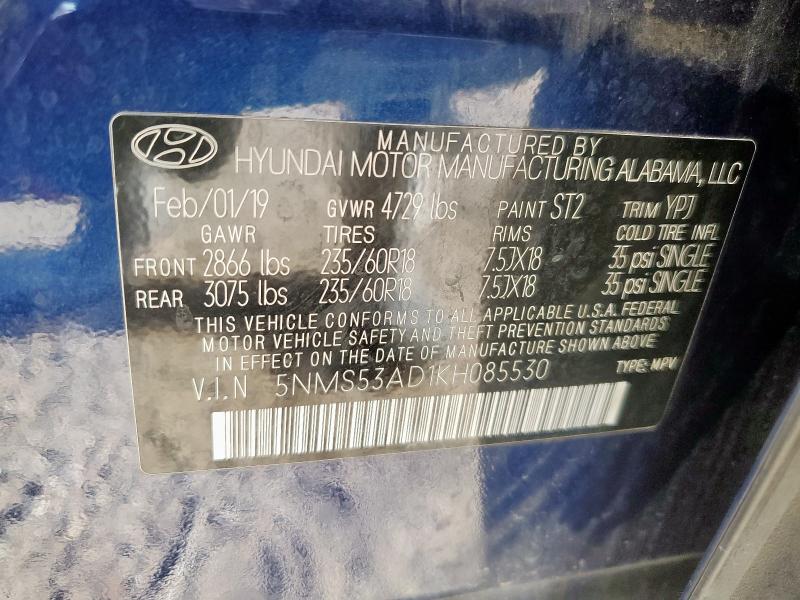 MANUFACTURED BY
HYUNDAI MOTOR MANUFACTURING ALABAMA, LLC
Feb/01/19 GVWR 4729 lbs PAINT ST2 TRIM YPJ
GAWR TIRES RIMS COLD TIRE INFL
FRONT 2866 lbs 235/60R18 7.5JX18 35 psi SINGLE
REAR 3075 lbs 235/60R18 7.5JX18 35 psi SINGLE
THIS VEHICLE CONFORMS TO ALL APPLICABLE U.S.A. FEDERAL
MOTOR VEHICLE SAFETY AND THEFT PREVENTION STANDARDS
IN EFFECT ON THE DATE OF MANUFACTURE SHOWN ABOVE
V.I.N 5NMS53AD1KH085530 TYPE: MPV